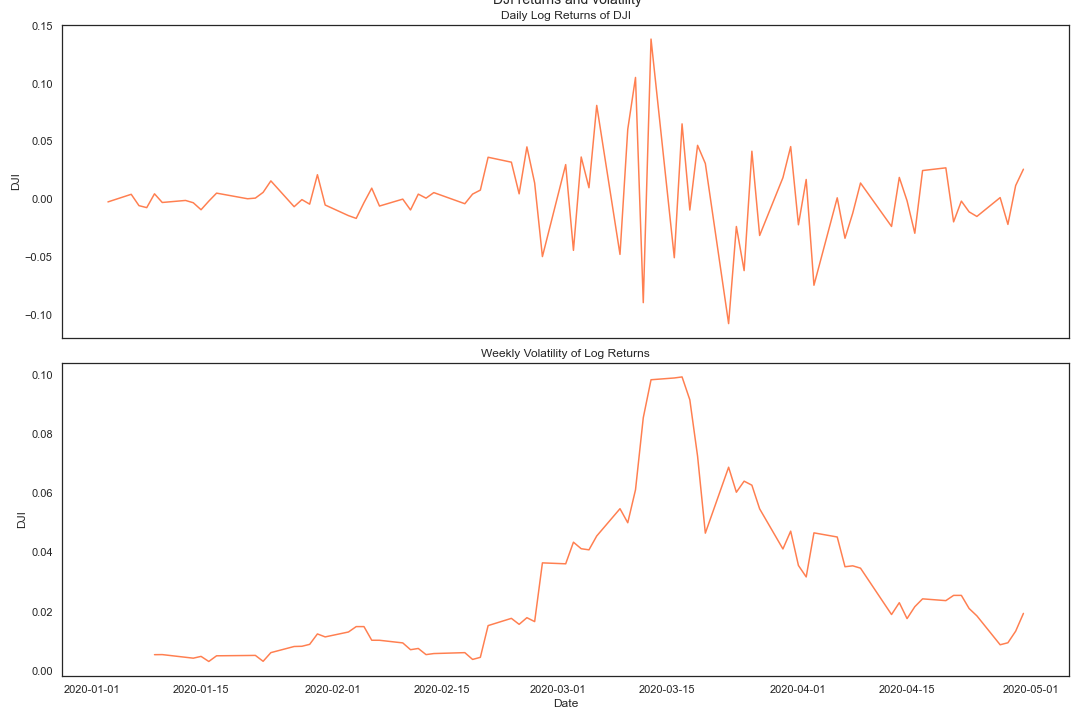 DJI returns and volatility
Daily Log Returns of DJI
0.15
0.10
0.05
0.00
−0.05
−0.10
DJI
Weekly Volatility of Log Returns
0.10
0.08
0.06
0.04
0.02
0.00
DJI
2020-01-01 2020-01-15 2020-02-01 2020-02-15 2020-03-01 2020-03-15 2020-04-01 2020-04-15 2020-05-01
Date